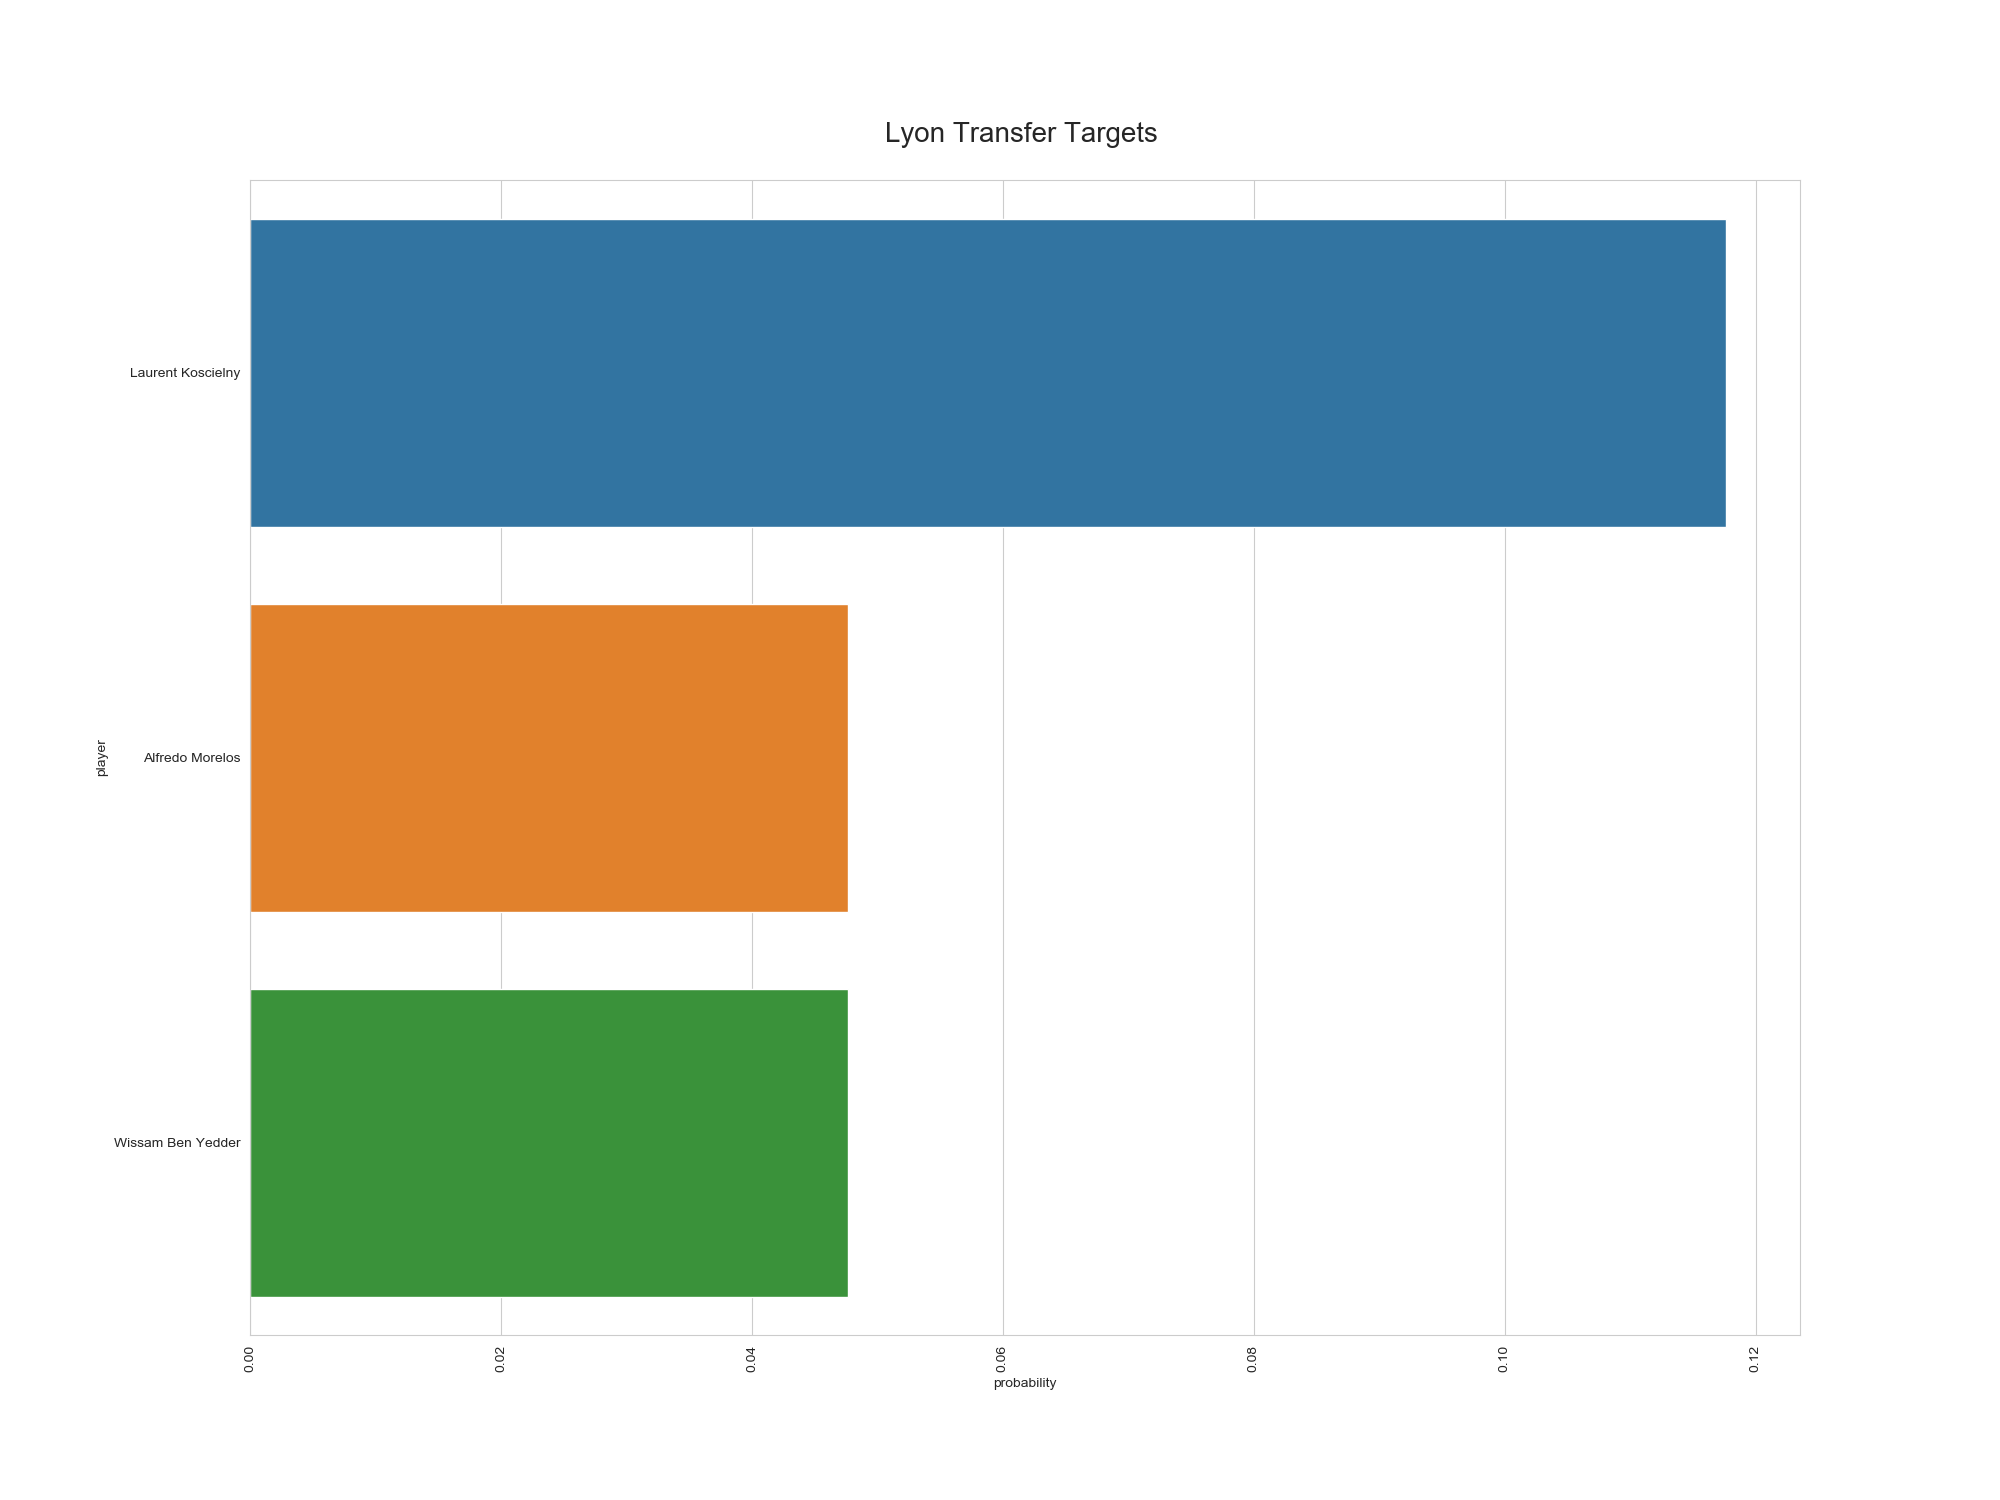 Lyon Transfer Targets
player
Laurent Koscielny
Alfredo Morelos
Wissam Ben Yedder
0.00
0.02
0.04
0.06
0.08
0.10
0.12
probability